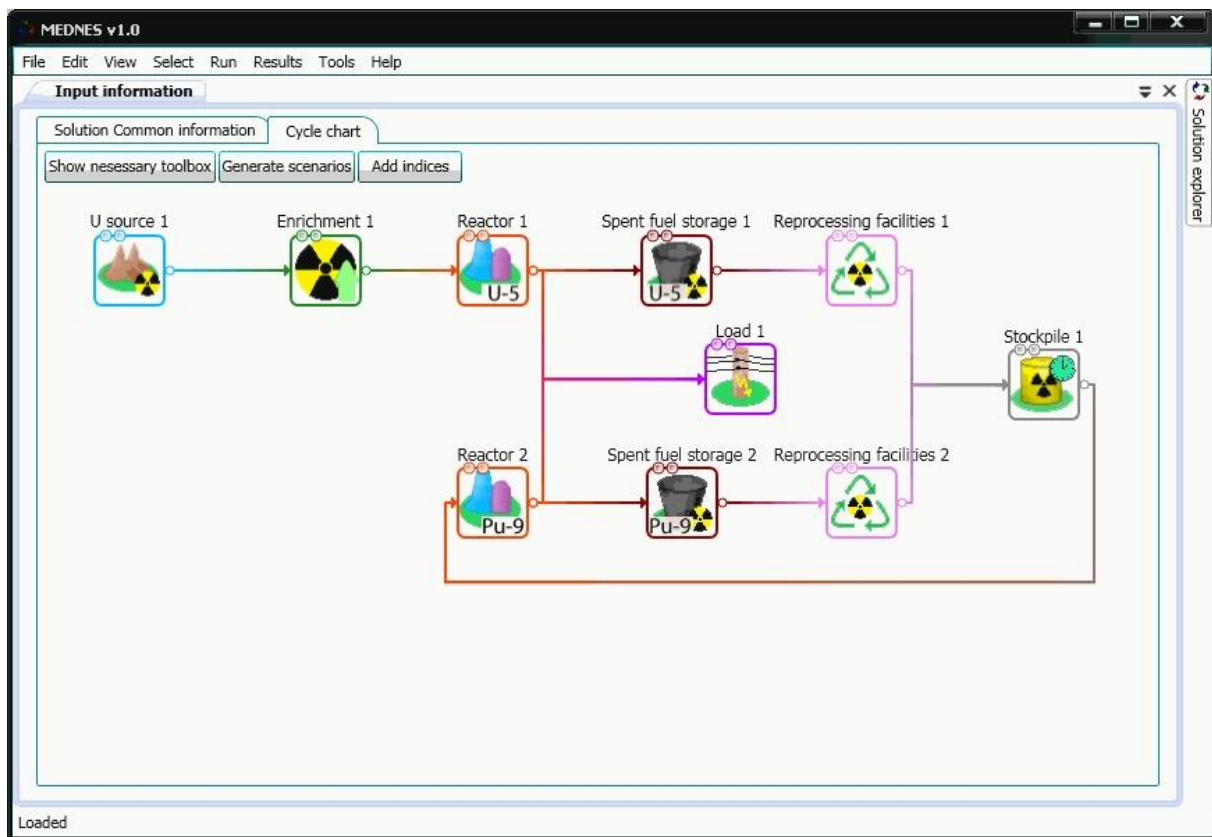 MEDNES v1.0
File Edit View Select Run Results Tools Help
Input information
Solution explorer
Solution Common information Cycle chart
Show nesessary toolbox Generate scenarios Add indices
U source 1 Enrichment 1 Reactor 1 Spent fuel storage 1 Reprocessing facilities 1
U-5 U-5
Load 1
Stockpile 1
Reactor 2 Spent fuel storage 2 Reprocessing facilities 2
Pu-9 Pu-9
Loaded